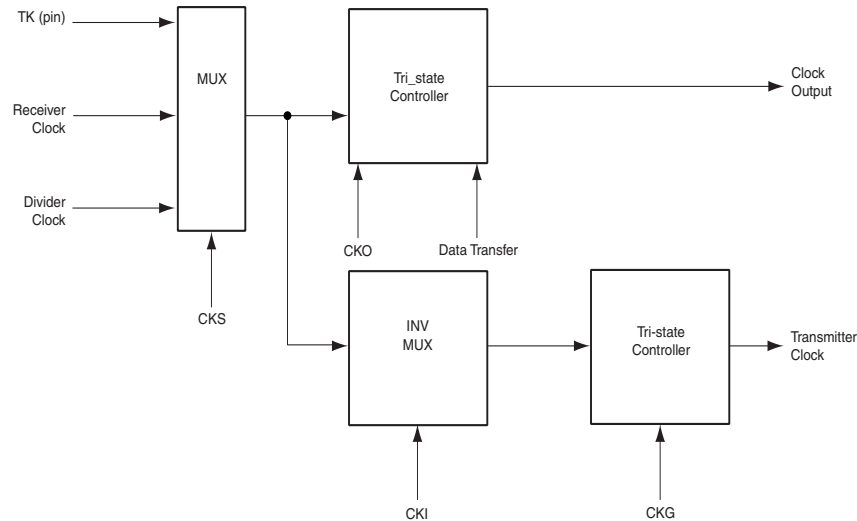 TK (pin)
MUX
Tri_state
Controller
Clock
Output
Receiver
Clock
Divider
Clock
CKO
Data Transfer
CKS
INV
MUX
Tri-state
Controller
Transmitter
Clock
CKI
CKG